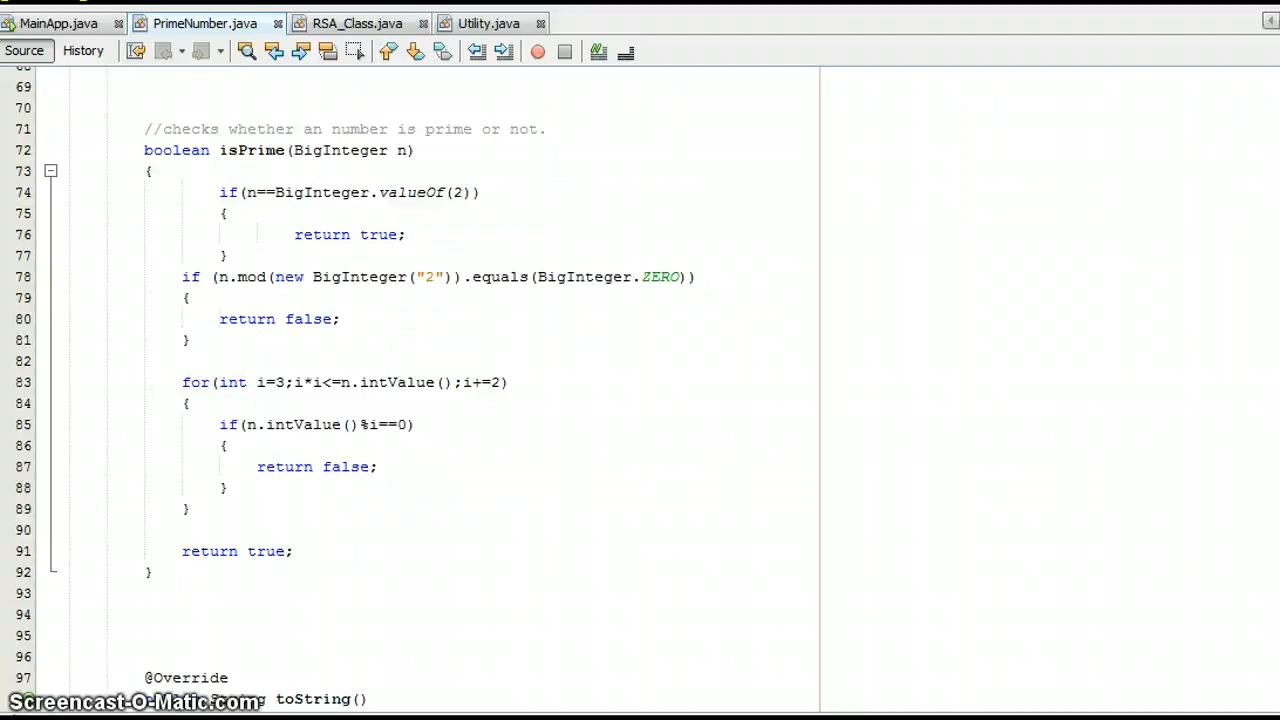 MainApp.java PrimeNumber.java RSA_Class.java Utility.java
Source History
69
70
71 //checks whether an number is prime or not.
72 boolean isPrime(BigInteger n)
73 {
74 if(n==BigInteger.valueOf(2))
75 {
76 return true;
77 }
78 if (n.mod(new BigInteger("2")).equals(BigInteger.ZERO))
79 {
80 return false;
81 }
82
83 for(int i=3;i*i<=n.intValue();i+=2)
84 {
85 if(n.intValue()%i==0)
86 {
87 return false;
88 }
89 }
90
91 return true;
92 }
93
94
95
96
97 @Override
toString()
Screencast-O-Matic.com